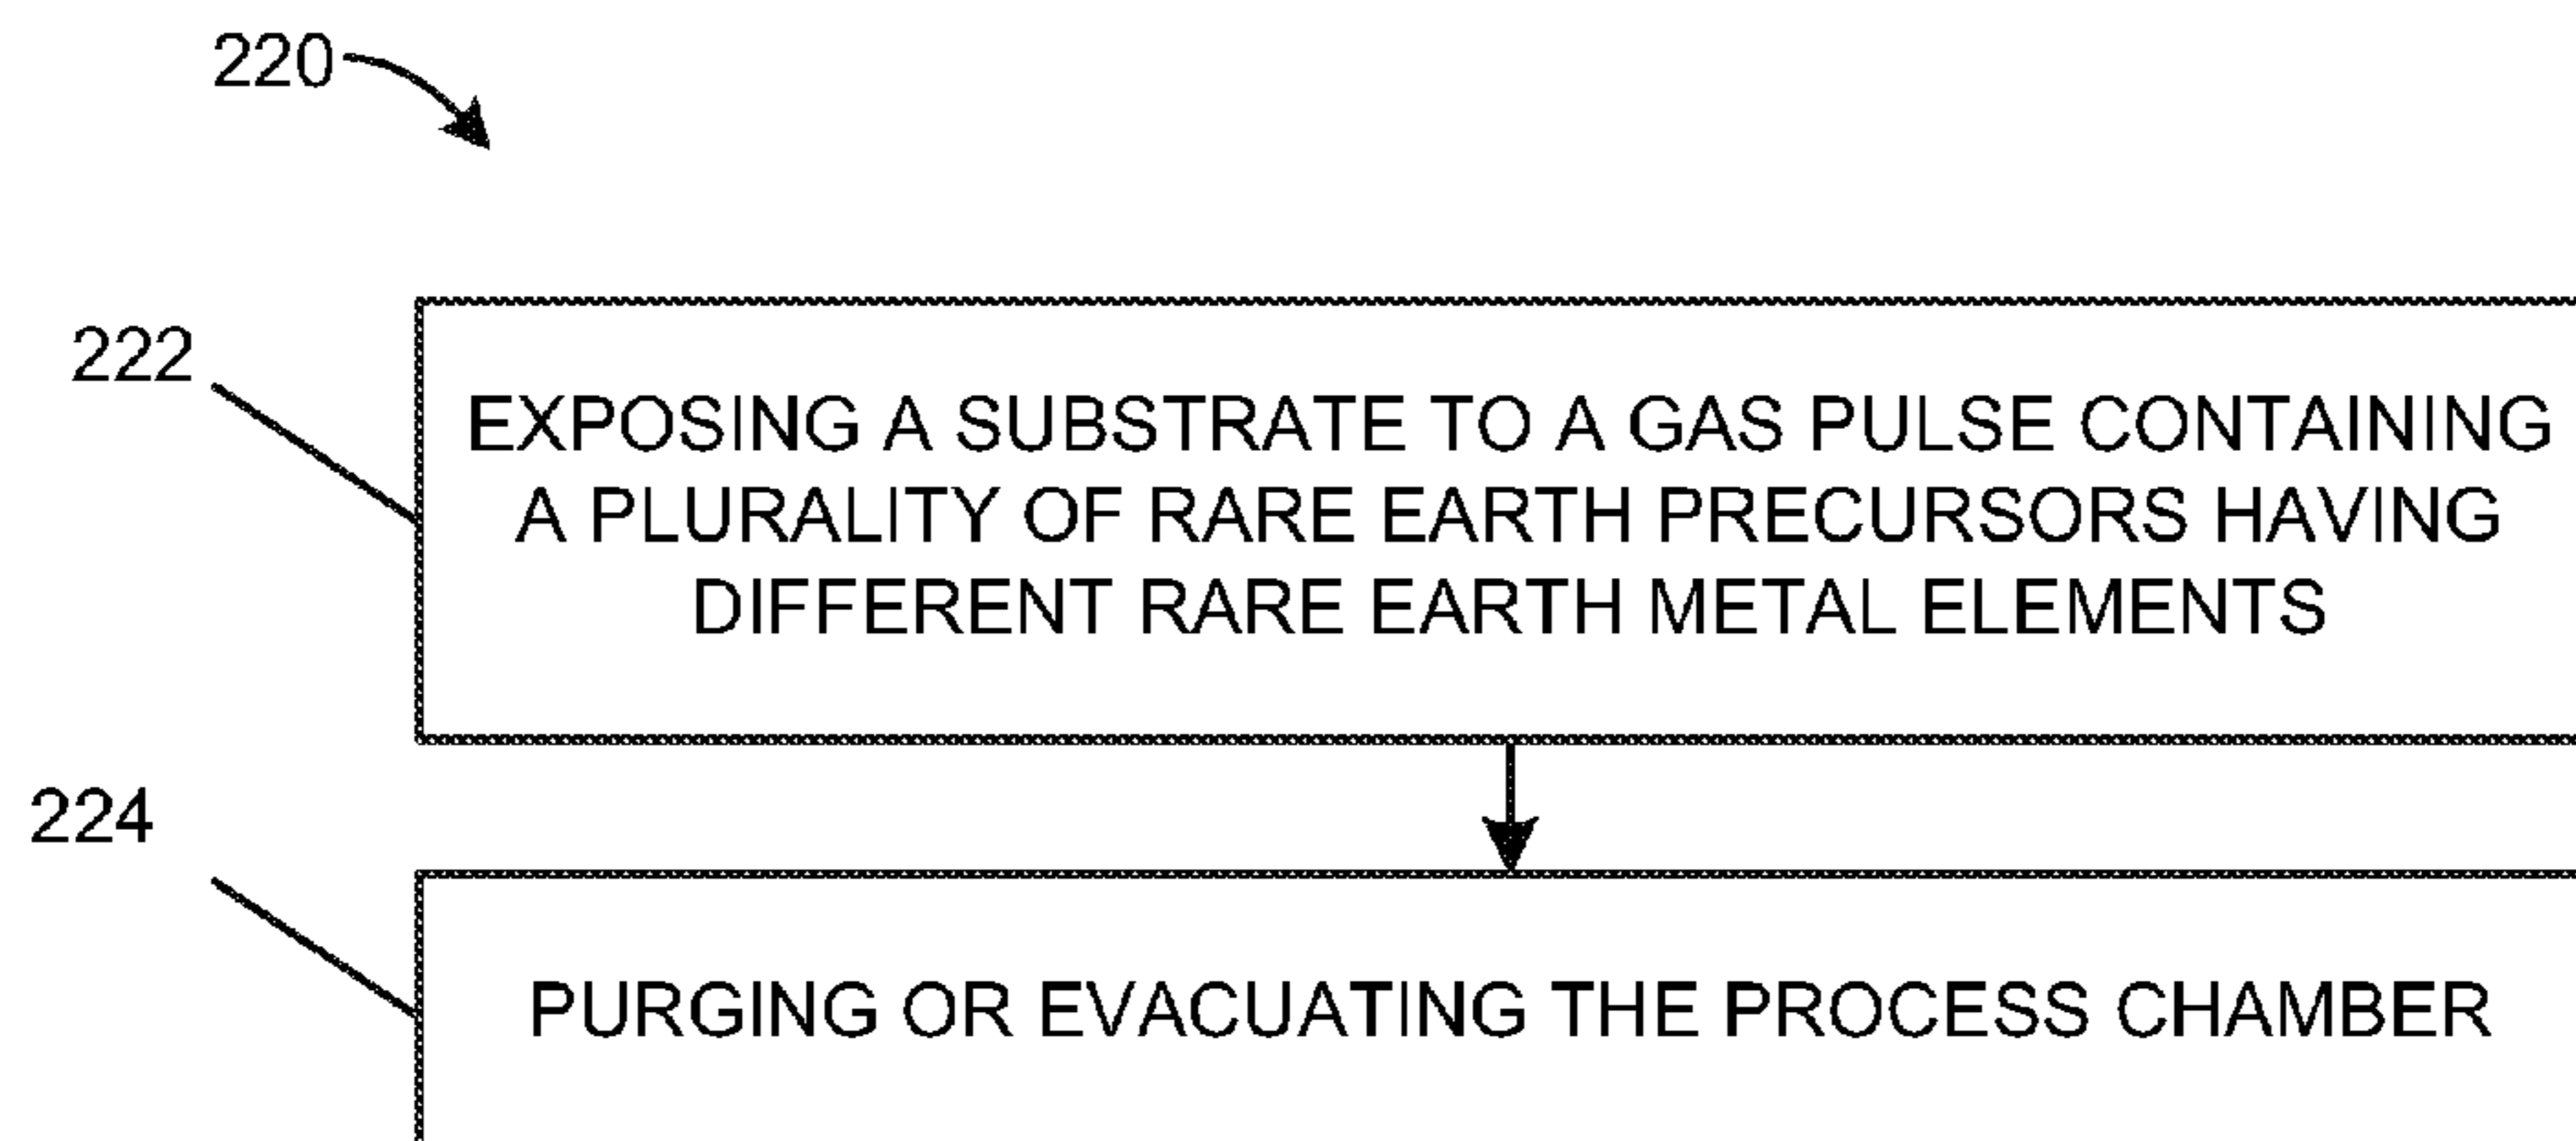 220
222
EXPOSING A SUBSTRATE TO A GAS PULSE CONTAINING
A PLURALITY OF RARE EARTH PRECURSORS HAVING
DIFFERENT RARE EARTH METAL ELEMENTS
224
PURGING OR EVACUATING THE PROCESS CHAMBER